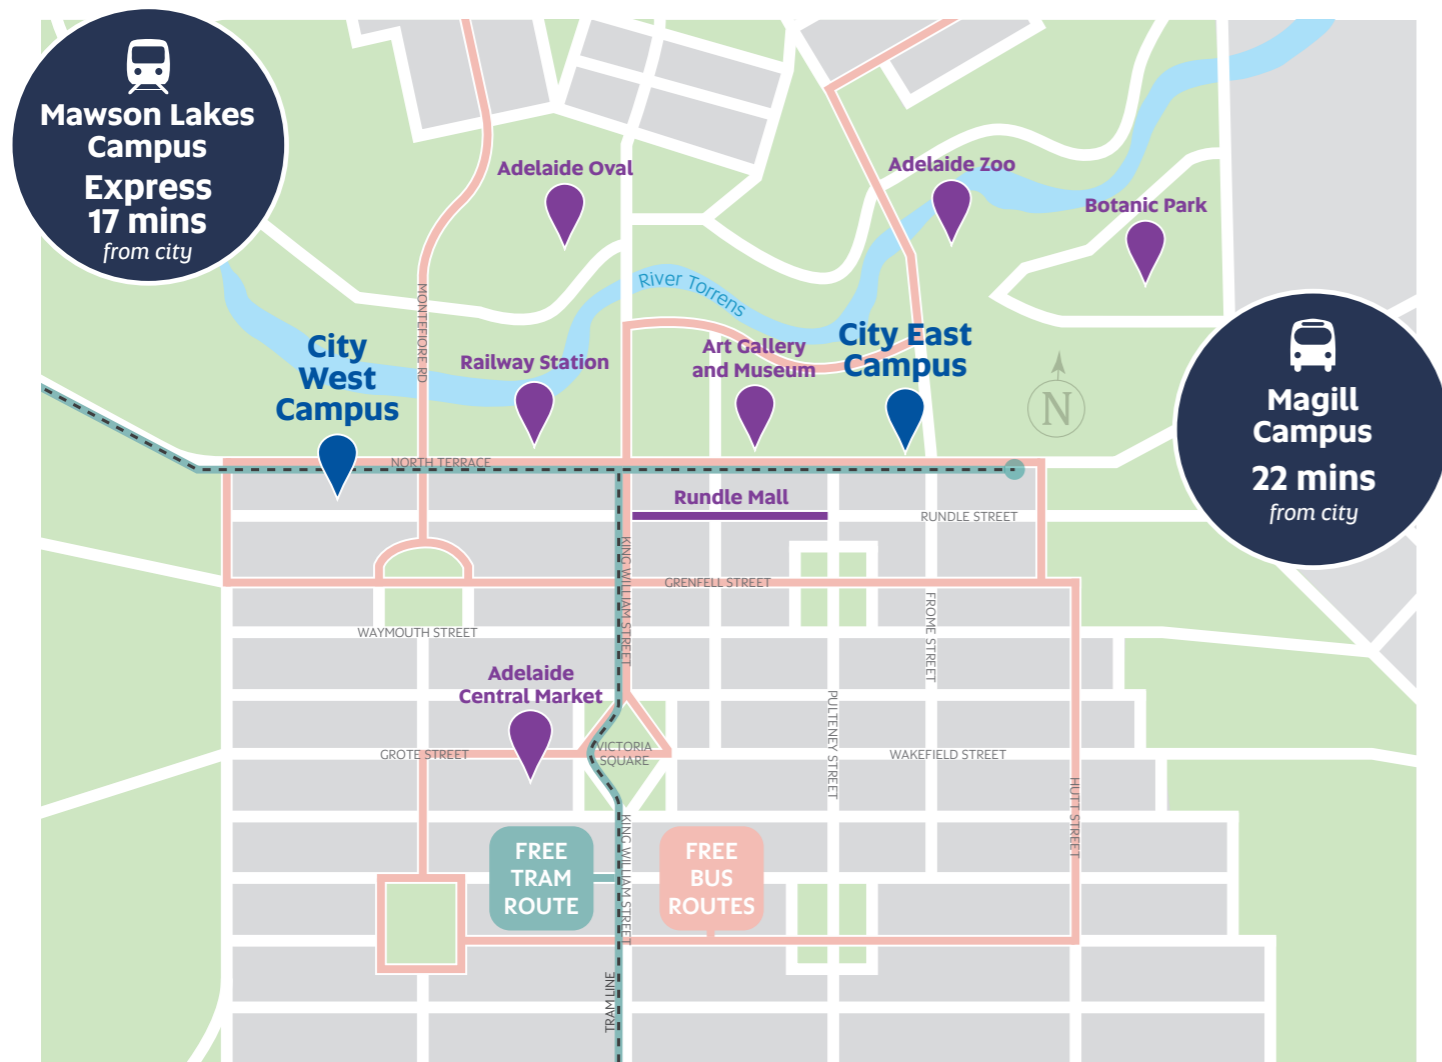 Mawson Lakes
Campus
Express
17 mins
from city
Adelaide Oval
Adelaide Zoo
Botanic Park
River Torrens
MONTEFIORE RD
City
West
Campus
Railway Station
Art Gallery
and Museum
City East
Campus
N
Magill
Campus
22 mins
from city
NORTH TERRACE
Rundle Mall
RUNDLE STREET
KING WILLIAM STREET
GRENFELL STREET
FROME STREET
WAYMOUTH STREET
Adelaide
Central Market
PULTENEY STREET
GROTE STREET
VICTORIA
SQUARE
WAKEFIELD STREET
HUTT STREET
FREE
TRAM
ROUTE
KING WILLIAM STREET
FREE
BUS
ROUTES
TRAM LINE